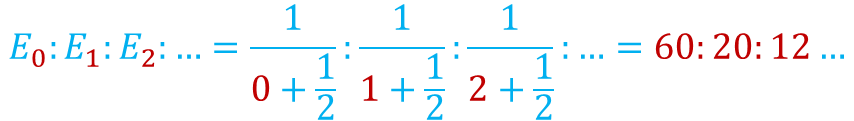 E₀: E₁: E₂: … = 1/(0 + 1/2) : 1/(1 + 1/2) : 1/(2 + 1/2) : … = 60: 20: 12 …